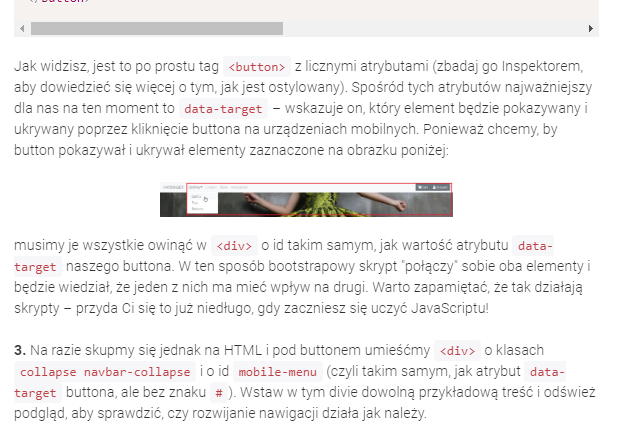 Jak widzisz, jest to po prostu tag <button> z licznymi atrybutami (zbadaj go Inspektorem,
aby dowiedzieć się więcej o tym, jak jest ostylowany). Spośród tych atrybutów najważniejszy
dla nas na ten moment to data-target – wskazuje on, który element będzie pokazywany i
ukrywany poprzez kliknięcie buttona na urządzeniach mobilnych. Ponieważ chcemy, by
button pokazywał i ukrywał elementy zaznaczone na obrazku poniżej:
musimy je wszystkie owinąć w <div> o id takim samym, jak wartość atrybutu data-
target naszego buttona. W ten sposób bootstrapowy skrypt "połączy" sobie oba elementy i
będzie wiedział, że jeden z nich ma mieć wpływ na drugi. Warto zapamiętać, że tak działają
skrypty – przyda Ci się to już niedługo, gdy zaczniesz się uczyć JavaScriptu!
3. Na razie skupmy się jednak na HTML i pod buttonem umieśćmy <div> o klasach
collapse navbar-collapse i o id mobile-menu (czyli takim samym, jak atrybut data-
target buttona, ale bez znaku # ). Wstaw w tym divie dowolną przykładową treść i odśwież
podgląd, aby sprawdzić, czy rozwijanie nawigacji działa jak należy.